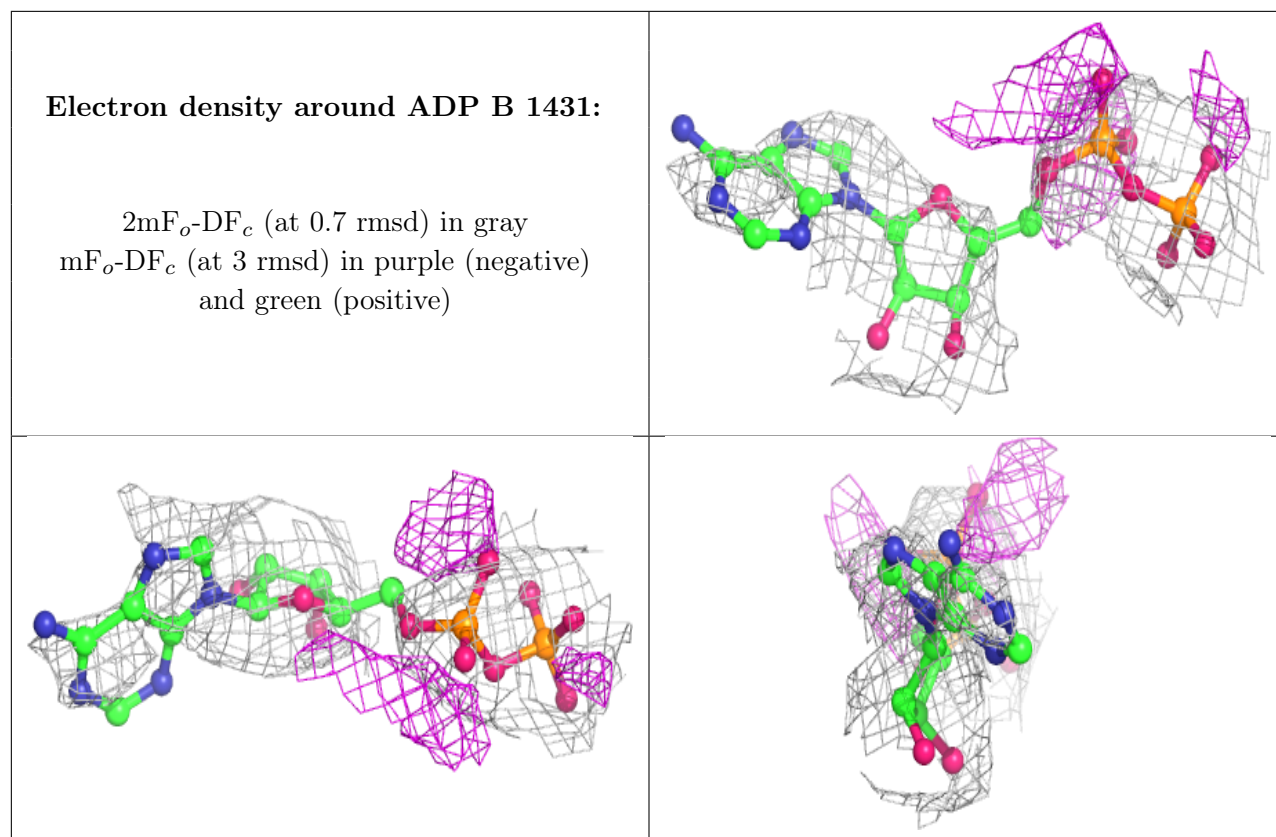 Electron density around ADP B 1431:
2mFo-DFc (at 0.7 rmsd) in gray
mFo-DFc (at 3 rmsd) in purple (negative)
and green (positive)